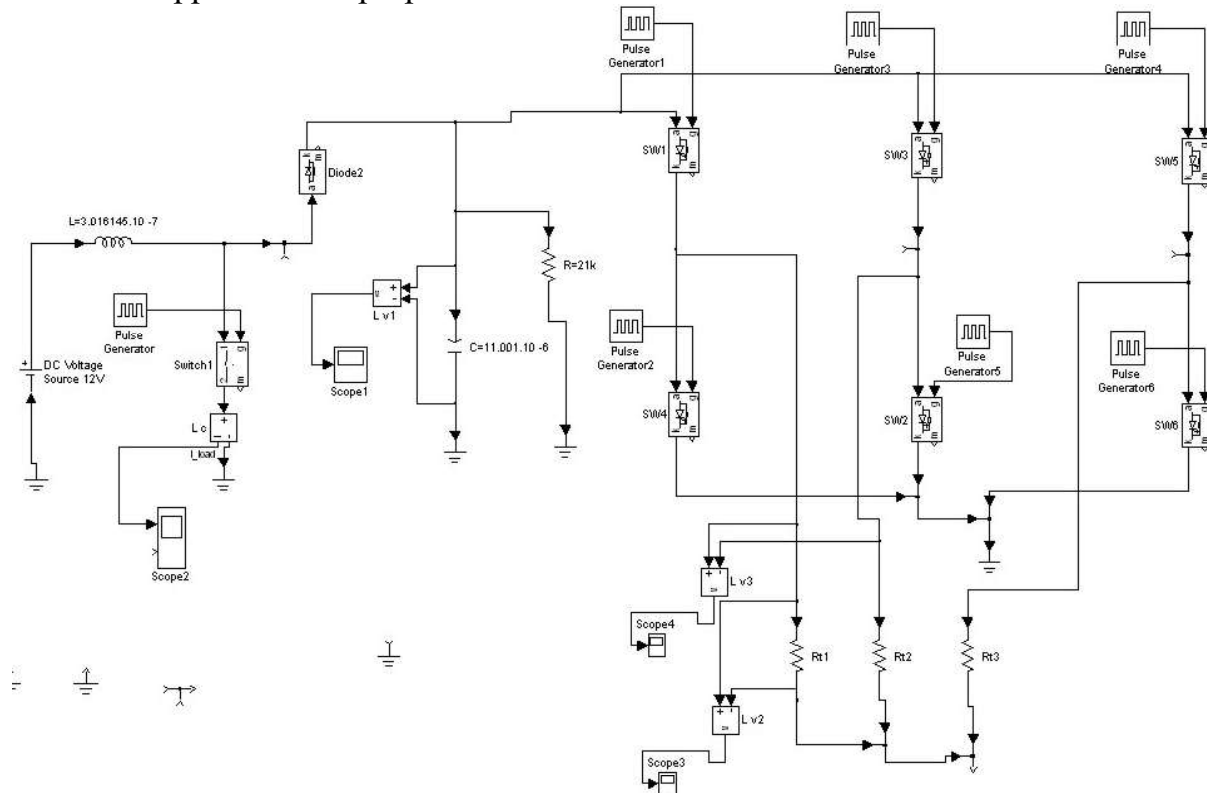 Pulse
Generator1
Pulse
Generator3
Pulse
Generator4
a
g
SW1
k
m
a
g
SW3
k
m
a
g
SW5
k
m
k
m
Diode2
a
L=3.016145.10 -7
R=21k
+
-
v
L v1
C=11.001.10 -6
Scope1
Pulse
Generator
1
g
Switch1
2
m
+
DC Voltage
Source 12V
+
L c
i
-
I_load
Scope2
Pulse
Generator2
Pulse
Generator5
Pulse
Generator6
a
g
SW4
k
m
a
g
SW2
k
m
a
g
SW6
k
m
+
-
v
L v3
Scope4
Rt1
Rt2
Rt3
+
-
v
L v2
Scope3